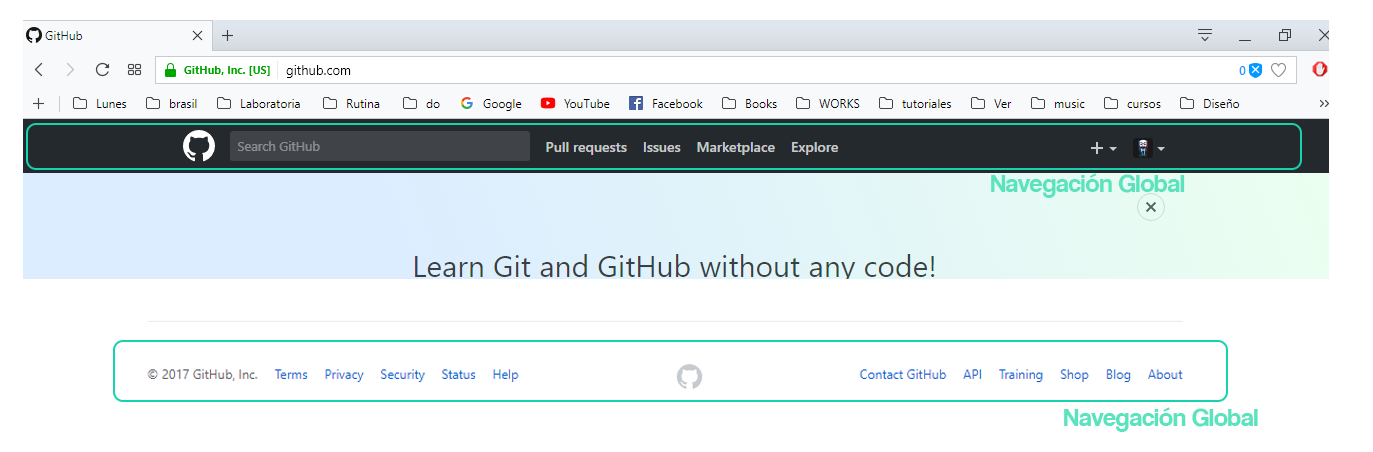 GitHub
GitHub, Inc. [US] github.com 0
Lunes brasil Laboratoria Rutina do Google YouTube Facebook Books WORKS tutoriales Ver music cursos Diseño
Search GitHub Pull requests Issues Marketplace Explore
Navegación Global
Learn Git and GitHub without any code!
© 2017 GitHub, Inc. Terms Privacy Security Status Help Contact GitHub API Training Shop Blog About
Navegación Global